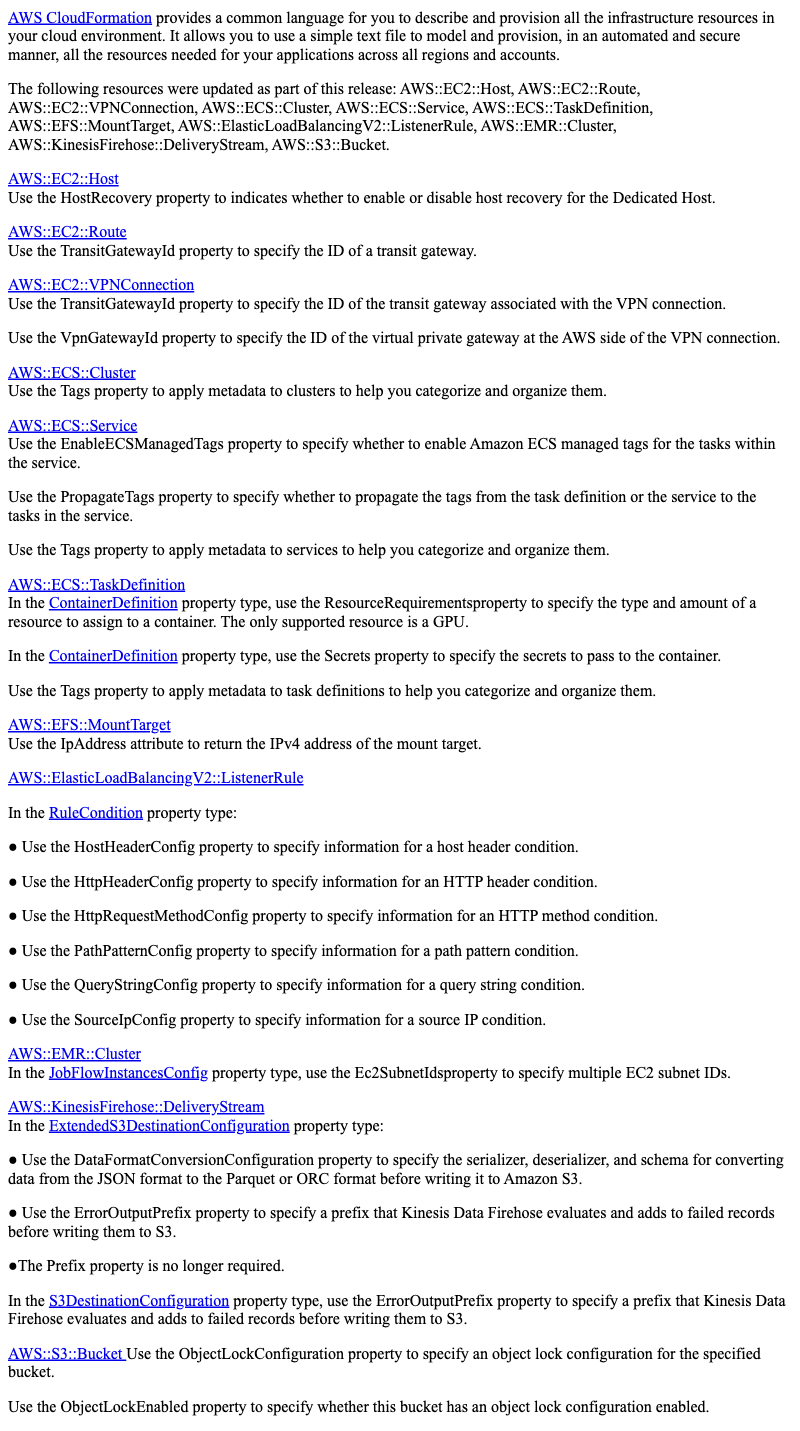 AWS CloudFormation provides a common language for you to describe and provision all the infrastructure resources in
your cloud environment. It allows you to use a simple text file to model and provision, in an automated and secure
manner, all the resources needed for your applications across all regions and accounts.
The following resources were updated as part of this release: AWS::EC2::Host, AWS::EC2::Route,
AWS::EC2::VPNConnection, AWS::ECS::Cluster, AWS::ECS::Service, AWS::ECS::TaskDefinition,
AWS::EFS::MountTarget, AWS::ElasticLoadBalancingV2::ListenerRule, AWS::EMR::Cluster,
AWS::KinesisFirehose::DeliveryStream, AWS::S3::Bucket.
AWS::EC2::Host
Use the HostRecovery property to indicates whether to enable or disable host recovery for the Dedicated Host.
AWS::EC2::Route
Use the TransitGatewayId property to specify the ID of a transit gateway.
AWS::EC2::VPNConnection
Use the TransitGatewayId property to specify the ID of the transit gateway associated with the VPN connection.
Use the VpnGatewayId property to specify the ID of the virtual private gateway at the AWS side of the VPN connection.
AWS::ECS::Cluster
Use the Tags property to apply metadata to clusters to help you categorize and organize them.
AWS::ECS::Service
Use the EnableECSManagedTags property to specify whether to enable Amazon ECS managed tags for the tasks within
the service.
Use the PropagateTags property to specify whether to propagate the tags from the task definition or the service to the
tasks in the service.
Use the Tags property to apply metadata to services to help you categorize and organize them.
AWS::ECS::TaskDefinition
In the ContainerDefinition property type, use the ResourceRequirementsproperty to specify the type and amount of a
resource to assign to a container. The only supported resource is a GPU.
In the ContainerDefinition property type, use the Secrets property to specify the secrets to pass to the container.
Use the Tags property to apply metadata to task definitions to help you categorize and organize them.
AWS::EFS::MountTarget
Use the IpAddress attribute to return the IPv4 address of the mount target.
AWS::ElasticLoadBalancingV2::ListenerRule
In the RuleCondition property type:
● Use the HostHeaderConfig property to specify information for a host header condition.
● Use the HttpHeaderConfig property to specify information for an HTTP header condition.
● Use the HttpRequestMethodConfig property to specify information for an HTTP method condition.
● Use the PathPatternConfig property to specify information for a path pattern condition.
● Use the QueryStringConfig property to specify information for a query string condition.
● Use the SourceIpConfig property to specify information for a source IP condition.
AWS::EMR::Cluster
In the JobFlowInstancesConfig property type, use the Ec2SubnetIdsproperty to specify multiple EC2 subnet IDs.
AWS::KinesisFirehose::DeliveryStream
In the ExtendedS3DestinationConfiguration property type:
● Use the DataFormatConversionConfiguration property to specify the serializer, deserializer, and schema for converting
data from the JSON format to the Parquet or ORC format before writing it to Amazon S3.
● Use the ErrorOutputPrefix property to specify a prefix that Kinesis Data Firehose evaluates and adds to failed records
before writing them to S3.
●The Prefix property is no longer required.
In the S3DestinationConfiguration property type, use the ErrorOutputPrefix property to specify a prefix that Kinesis Data
Firehose evaluates and adds to failed records before writing them to S3.
AWS::S3::Bucket Use the ObjectLockConfiguration property to specify an object lock configuration for the specified
bucket.
Use the ObjectLockEnabled property to specify whether this bucket has an object lock configuration enabled.